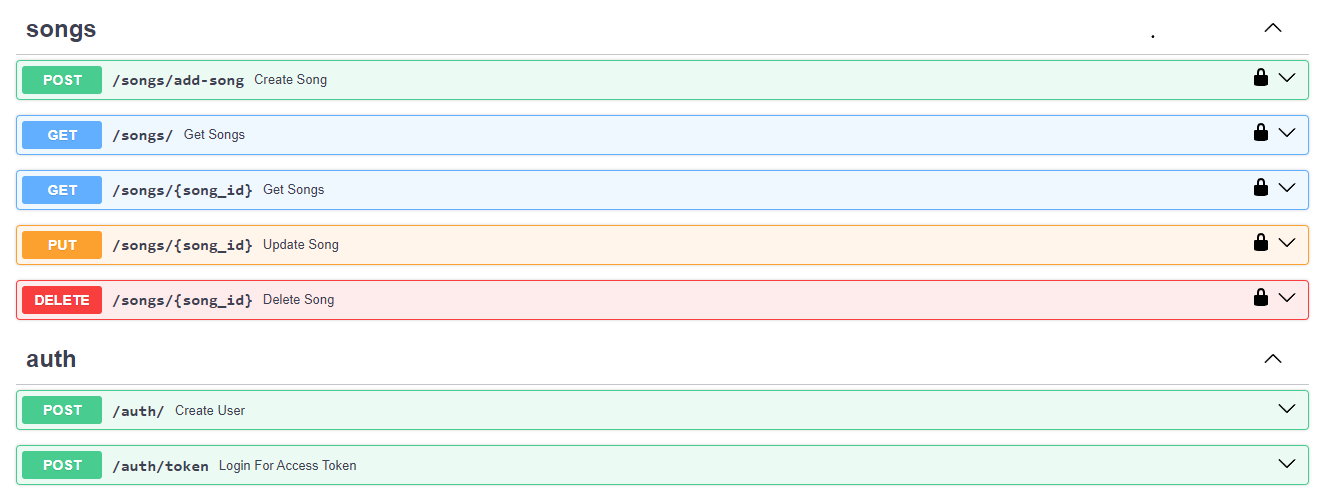 songs
POST /songs/add-song Create Song
GET /songs/ Get Songs
GET /songs/{song_id} Get Songs
PUT /songs/{song_id} Update Song
DELETE /songs/{song_id} Delete Song
auth
POST /auth/ Create User
POST /auth/token Login For Access Token